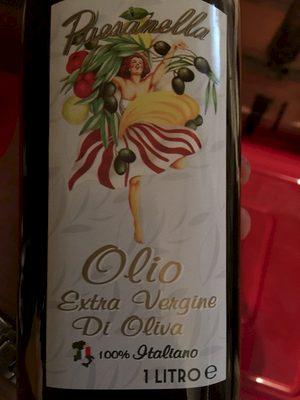 Paesanella
Olio
Extra Vergine
Di Oliva
100% Italiano
1 LITRO e